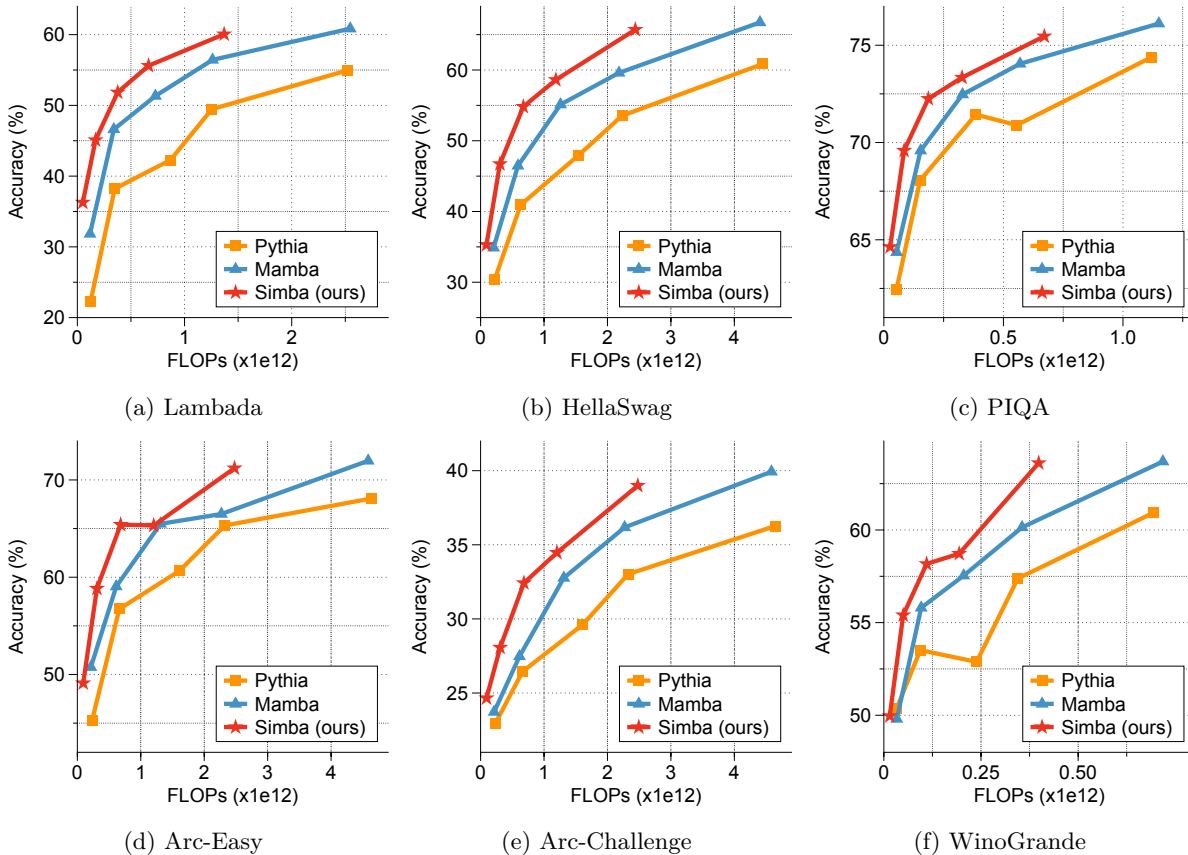 60
50
40
30
20
Accuracy (%)
0
1
2
FLOPs (x1e12)
Pythia
Mamba
Simba (ours)
(a) Lambada
60
50
40
30
Accuracy (%)
0
1
2
3
4
FLOPs (x1e12)
Pythia
Mamba
Simba (ours)
(b) HellaSwag
75
70
65
Accuracy (%)
0
0.5
1.0
FLOPs (x1e12)
Pythia
Mamba
Simba (ours)
(c) PIQA
70
60
50
Accuracy (%)
0
1
2
3
4
FLOPs (x1e12)
Pythia
Mamba
Simba (ours)
(d) Arc-Easy
40
35
30
25
Accuracy (%)
0
1
2
3
4
FLOPs (x1e12)
Pythia
Mamba
Simba (ours)
(e) Arc-Challenge
60
55
50
Accuracy (%)
0
0.25
0.50
FLOPs (x1e12)
Pythia
Mamba
Simba (ours)
(f) WinoGrande